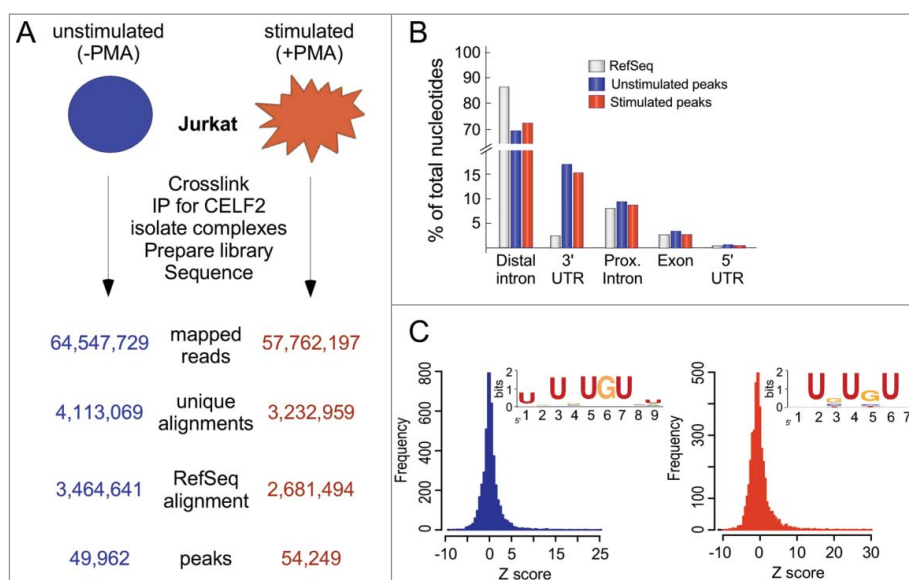 A
unstimulated
(-PMA)
stimulated
(+PMA)
Jurkat
Crosslink
IP for CELF2
isolate complexes
Prepare library
Sequence
64,547,729
mapped
reads
57,762,197
4,113,069
unique
alignments
3,232,959
3,464,641
RefSeq
alignment
2,681,494
49,962
peaks
54,249
B
% of total nucleotides
100
90
80
70
15
10
5
RefSeq
Unstimulated peaks
Stimulated peaks
Distal
intron
3'
UTR
Prox.
Intron
Exon
5'
UTR
C
Frequency
800
600
400
200
0
-10 0 5 15 25
Z score
bits
2
1
0
U U UGU U
5' 1 2 3 4 5 6 7 8 9
Frequency
500
300
100
0
-10 0 10 20 30
Z score
bits
2
1
0
U G U G U
5' 1 2 3 4 5 6 7